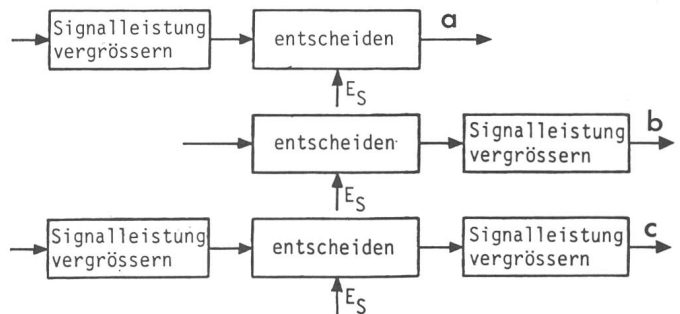 Signalleistung
vergrössern
entscheiden
a
E_S
entscheiden
Signalleistung
vergrössern
b
E_S
Signalleistung
vergrössern
entscheiden
Signalleistung
vergrössern
c
E_S